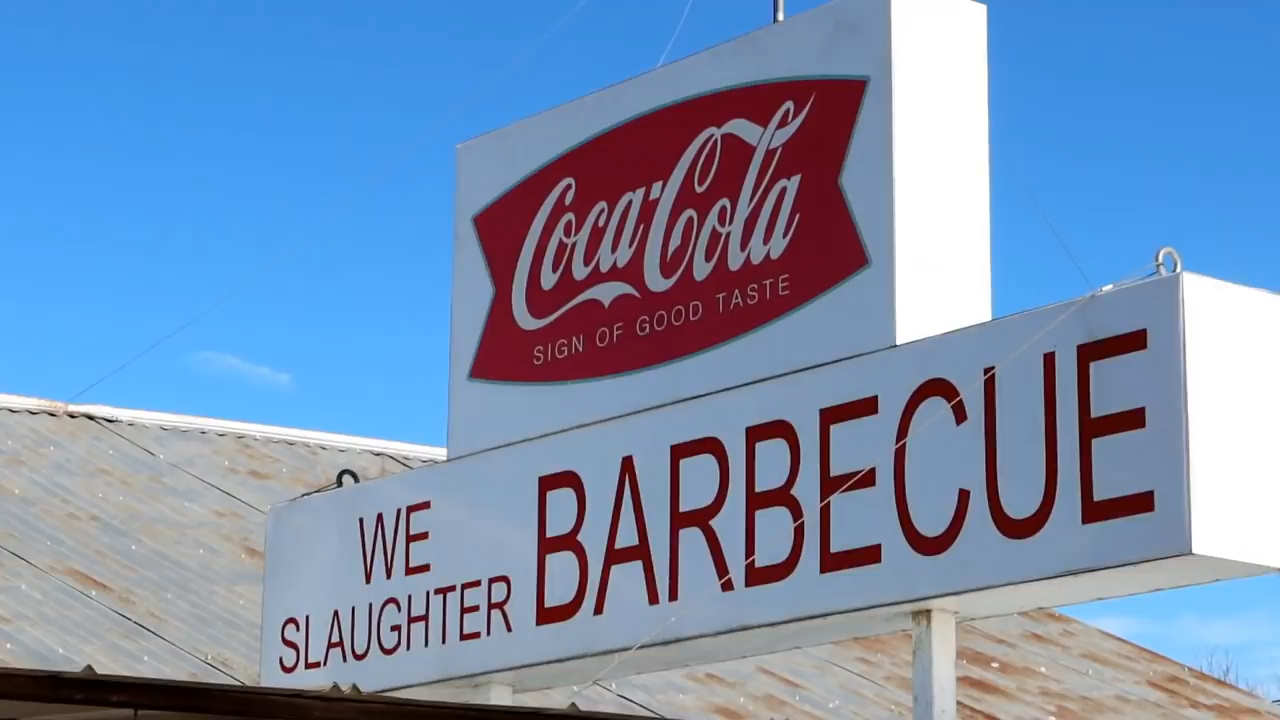 Coca-Cola
SIGN OF GOOD TASTE
WE
SLAUGHTER
BARBECUE